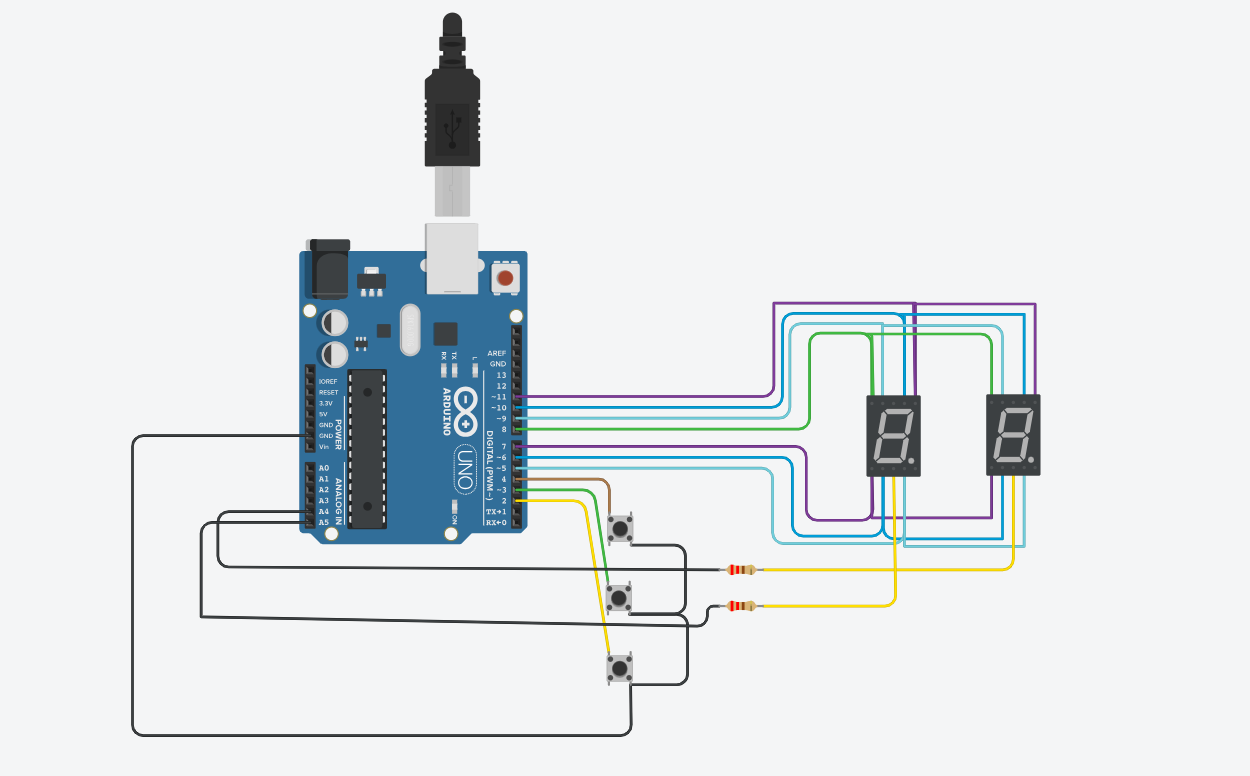 RX
TX
L
AREF
GND
13
12
~11
~10
~9
8
7
~6
~5
4
~3
2
TX→1
RX←0
IOREF
RESET
3.3V
5V
GND
GND
Vin
POWER
A0
A1
A2
A3
A4
A5
ANALOG IN
ARDUINO
UNO
DIGITAL (PWM~)
ON